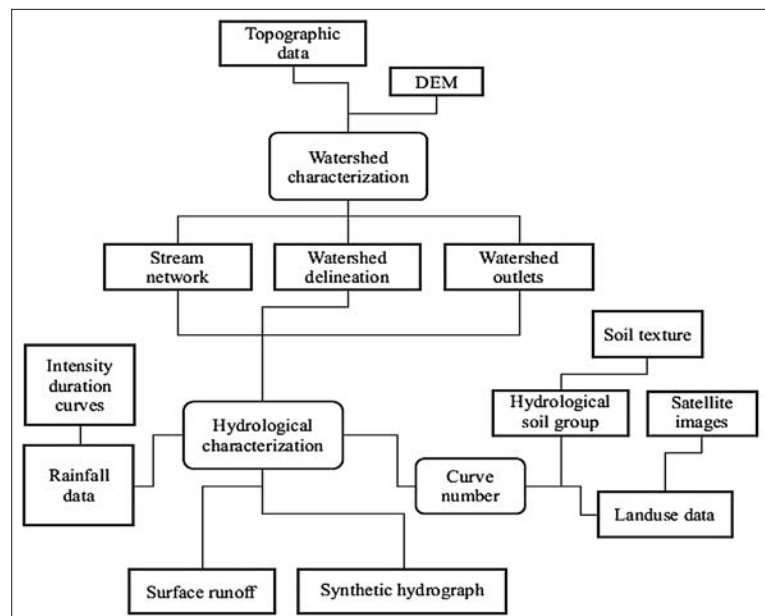 Topographic
data
DEM
Watershed
characterization
Stream
network
Watershed
delineation
Watershed
outlets
Soil texture
Intensity
duration
curves
Hydrological
characterization
Hydrological
soil group
Satellite
images
Rainfall
data
Curve
number
Landuse data
Surface runoff
Synthetic hydrograph